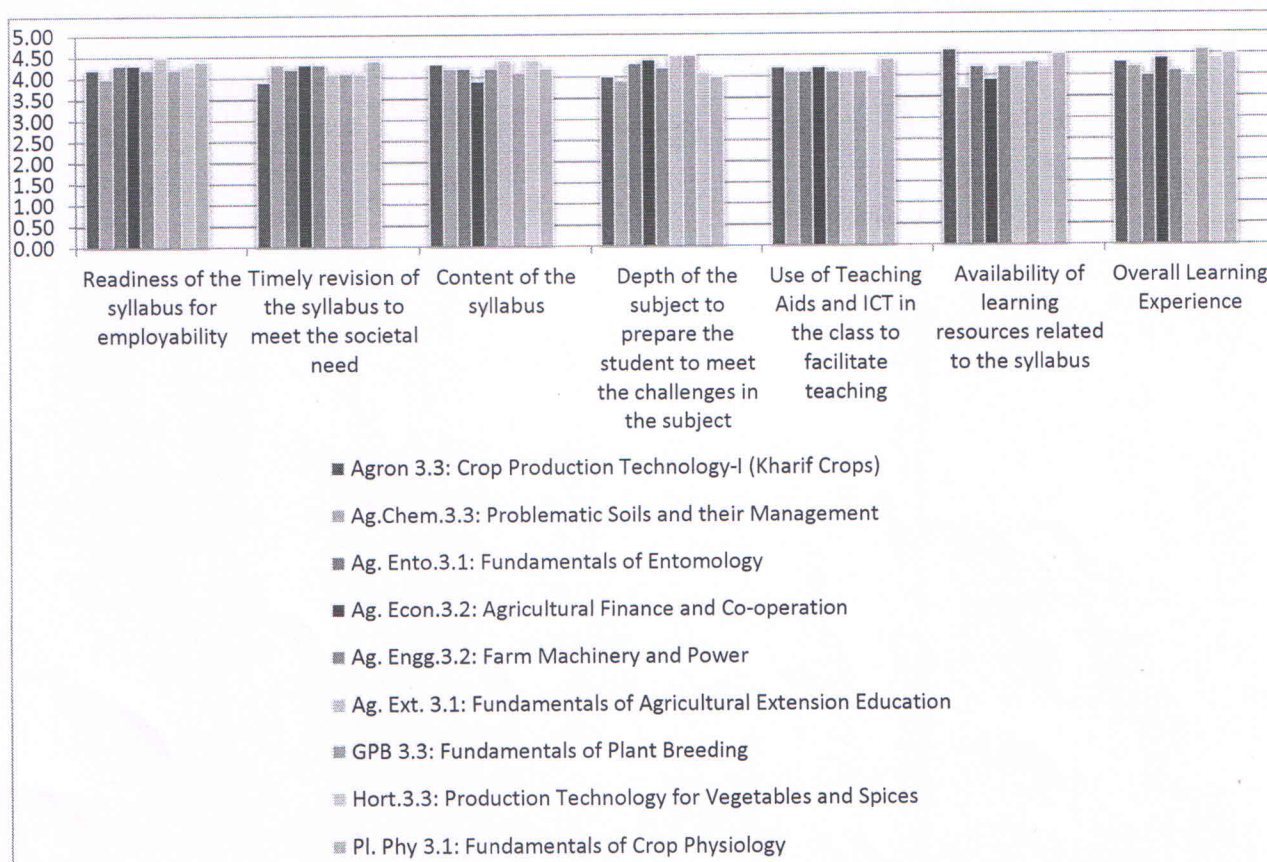 5.00
4.50
4.00
3.50
3.00
2.50
2.00
1.50
1.00
0.50
0.00
Readiness of the
syllabus for
employability
Timely revision of
the syllabus to
meet the societal
need
Content of the
syllabus
Depth of the
subject to
prepare the
student to meet
the challenges in
the subject
Use of Teaching
Aids and ICT in
the class to
facilitate
teaching
Availability of
learning
resources related
to the syllabus
Overall Learning
Experience
Agron 3.3: Crop Production Technology-I (Kharif Crops)
Ag.Chem.3.3: Problematic Soils and their Management
Ag. Ento.3.1: Fundamentals of Entomology
Ag. Econ.3.2: Agricultural Finance and Co-operation
Ag. Engg.3.2: Farm Machinery and Power
Ag. Ext. 3.1: Fundamentals of Agricultural Extension Education
GPB 3.3: Fundamentals of Plant Breeding
Hort.3.3: Production Technology for Vegetables and Spices
Pl. Phy 3.1: Fundamentals of Crop Physiology